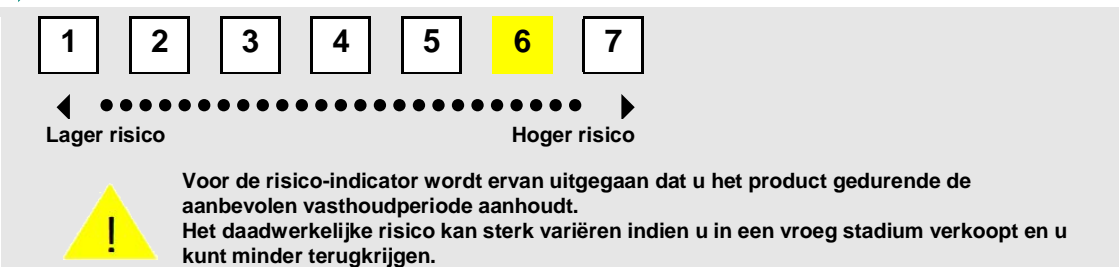 1 2 3 4 5 6 7
Lager risico Hoger risico
!
Voor de risico-indicator wordt ervan uitgegaan dat u het product gedurende de
aanbevolen vasthoudperiode aanhoudt.
Het daadwerkelijke risico kan sterk variëren indien u in een vroeg stadium verkoopt en u
kunt minder terugkrijgen.